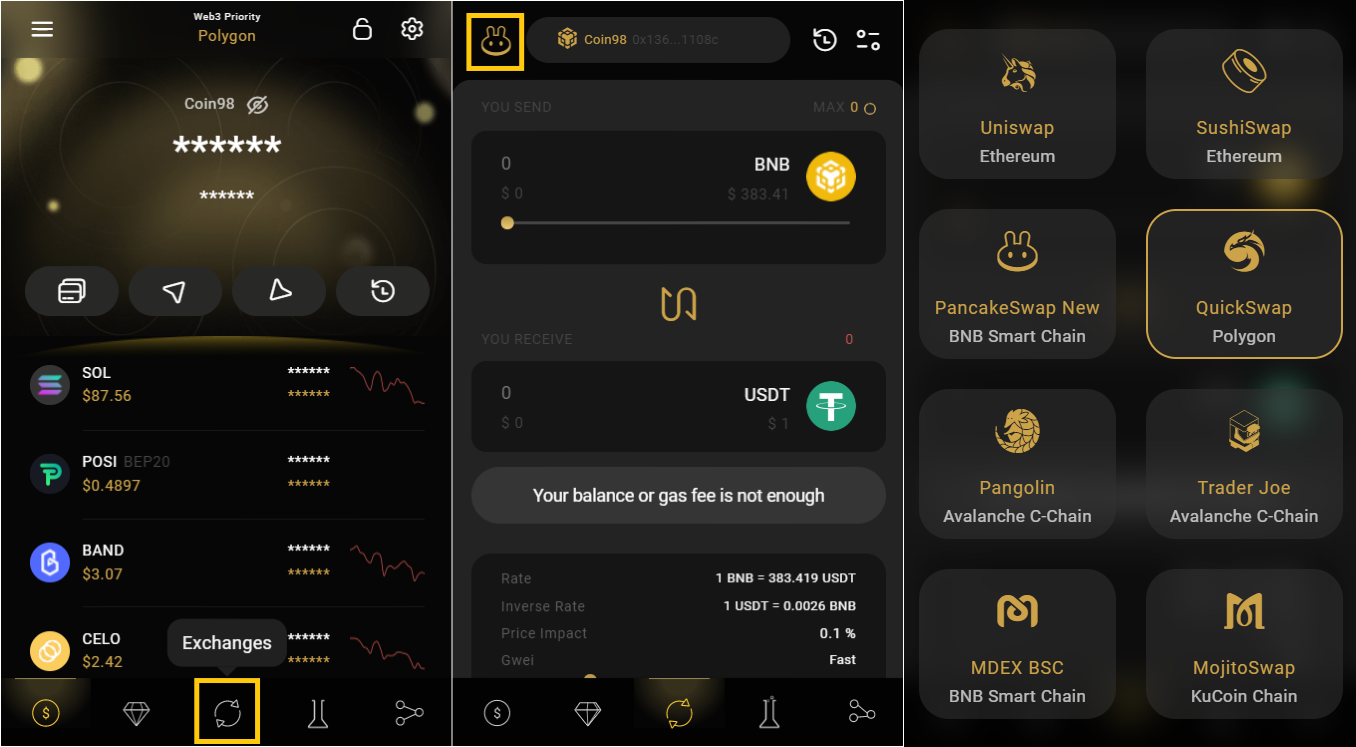 Web3 Priority
Polygon
Coin98
******
******
SOL ******
$87.56 ******
POSI BEP20 ******
$0.4897 ******
BAND ******
$3.07 ******
CELO ******
$2.42 ******
Exchanges
Coin98 0x136...1108c
YOU SEND MAX 0
0 BNB
$ 0 $ 383.41
YOU RECEIVE 0
0 USDT
$ 0 $ 1
Your balance or gas fee is not enough
Rate 1 BNB = 383.419 USDT
Inverse Rate 1 USDT = 0.0026 BNB
Price Impact 0.1 %
Gwei Fast
Uniswap
Ethereum
SushiSwap
Ethereum
PancakeSwap New
BNB Smart Chain
QuickSwap
Polygon
Pangolin
Avalanche C-Chain
Trader Joe
Avalanche C-Chain
MDEX BSC
BNB Smart Chain
MojitoSwap
KuCoin Chain